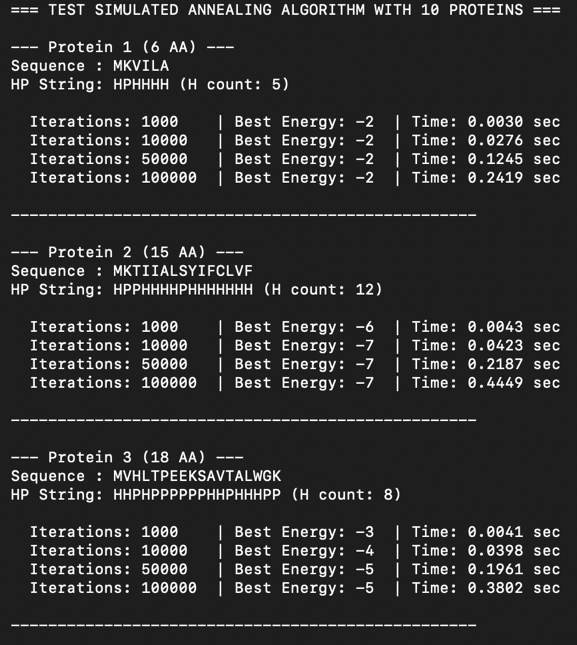 === TEST SIMULATED ANNEALING ALGORITHM WITH 10 PROTEINS ===
--- Protein 1 (6 AA) ---
Sequence : MKVILA
HP String: HPHHHH (H count: 5)
Iterations: 1000    | Best Energy: -2  | Time: 0.0030 sec
Iterations: 10000   | Best Energy: -2  | Time: 0.0276 sec
Iterations: 50000   | Best Energy: -2  | Time: 0.1245 sec
Iterations: 100000  | Best Energy: -2  | Time: 0.2419 sec
--------------------------------------------------
--- Protein 2 (15 AA) ---
Sequence : MKTIIALSYIFCLVF
HP String: HPPHHHHPHHHHHHH (H count: 12)
Iterations: 1000    | Best Energy: -6  | Time: 0.0043 sec
Iterations: 10000   | Best Energy: -7  | Time: 0.0423 sec
Iterations: 50000   | Best Energy: -7  | Time: 0.2187 sec
Iterations: 100000  | Best Energy: -7  | Time: 0.4449 sec
--------------------------------------------------
--- Protein 3 (18 AA) ---
Sequence : MVHLTPEEKSAVTALWGK
HP String: HHPHPPPPPPHHPHHHPP (H count: 8)
Iterations: 1000    | Best Energy: -3  | Time: 0.0041 sec
Iterations: 10000   | Best Energy: -4  | Time: 0.0398 sec
Iterations: 50000   | Best Energy: -5  | Time: 0.1961 sec
Iterations: 100000  | Best Energy: -5  | Time: 0.3802 sec
--------------------------------------------------